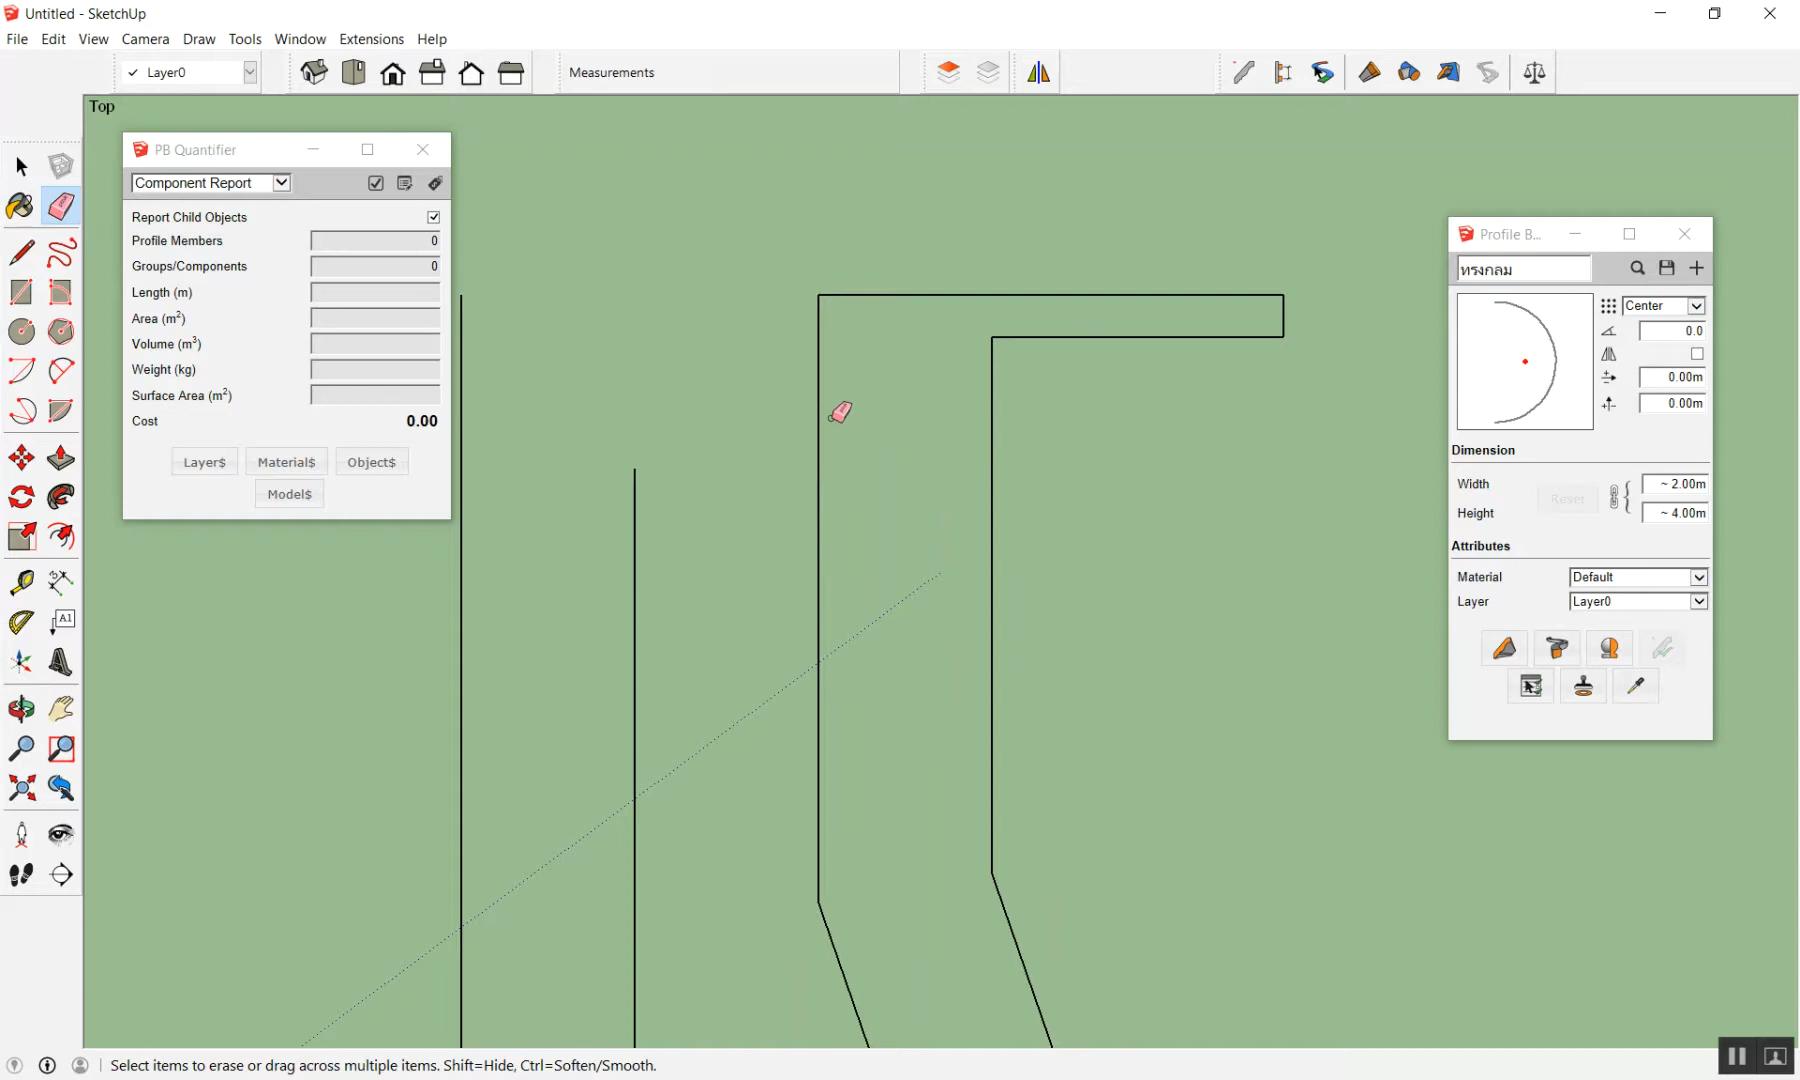 Untitled - SketchUp
File Edit View Camera Draw Tools Window Extensions Help
Layer0
Measurements
Top
PB Quantifier
Component Report
Report Child Objects
Profile Members 0
Groups/Components 0
Length (m)
Area (m²)
Volume (m³)
Weight (kg)
Surface Area (m²)
Cost 0.00
Layer$ Material$ Object$
Model$
Profile B...
ทรงกลม
Center
0.0
0.00m
0.00m
Dimension
Width ~ 2.00m
Reset
Height ~ 4.00m
Attributes
Material Default
Layer Layer0
A1
Select items to erase or drag across multiple items. Shift=Hide, Ctrl=Soften/Smooth.